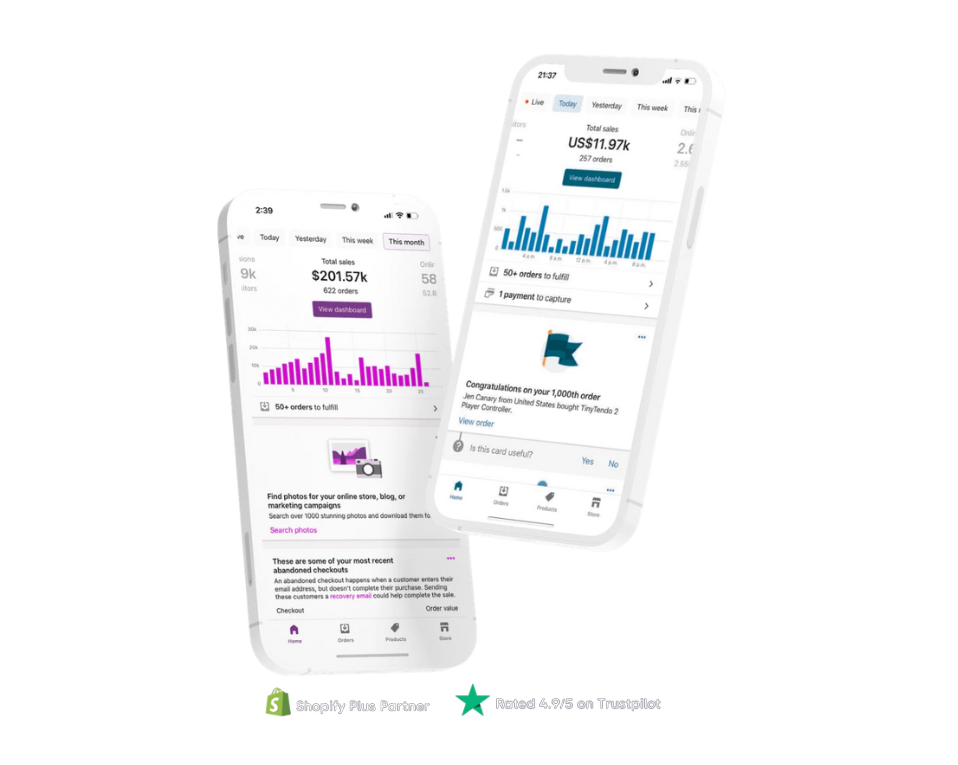 21:37
Live
Today
Yesterday
This week
This
itors
Total sales
Onlin
US$11.97k
2.6
257 orders
View dashboard
1.5k
1k
500
0
4 a.m.
8 a.m.
12 p.m.
4 p.m.
8 p.m.
50+ orders to fulfill
1 payment to capture
Congratulations on your 1,000th order
Jen Canary from United States bought TinyTendo 2
Player Controller.
View order
Is this card useful?
Yes
No
Home
Orders
Products
Store
2:39
ve
Today
Yesterday
This week
This month
sions
Total sales
Onlir
9k
$201.57k
58
itors
622 orders
52.8
View dashboard
30k
20k
10k
0
5
10
15
20
25
50+ orders to fulfill
Find photos for your online store, blog, or
marketing campaigns
Search over 1000 stunning photos and download them fo
Search photos
These are some of your most recent
abandoned checkouts
An abandoned checkout happens when a customer enters their
email address, but doesn't complete their purchase. Sending
these customers a recovery email could help complete the sale.
Checkout
Order value
Home
Orders
Products
Store
Shopify Plus Partner
Rated 4.9/5 on Trustpilot